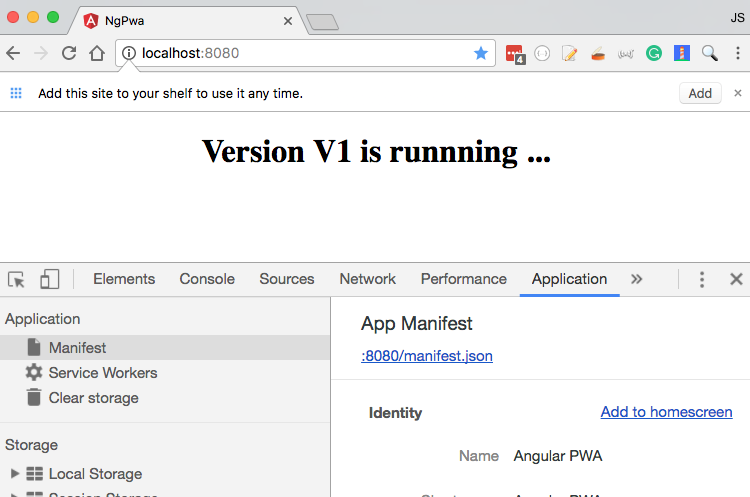 NgPwa
JS
localhost:8080
4
Add this site to your shelf to use it any time.
Add
Version V1 is runnning ...
Elements
Console
Sources
Network
Performance
Application
Application
Manifest
Service Workers
Clear storage
Storage
Local Storage
Session Storage
App Manifest
:8080/manifest.json
Identity
Add to homescreen
Name
Angular PWA
Angular PWA